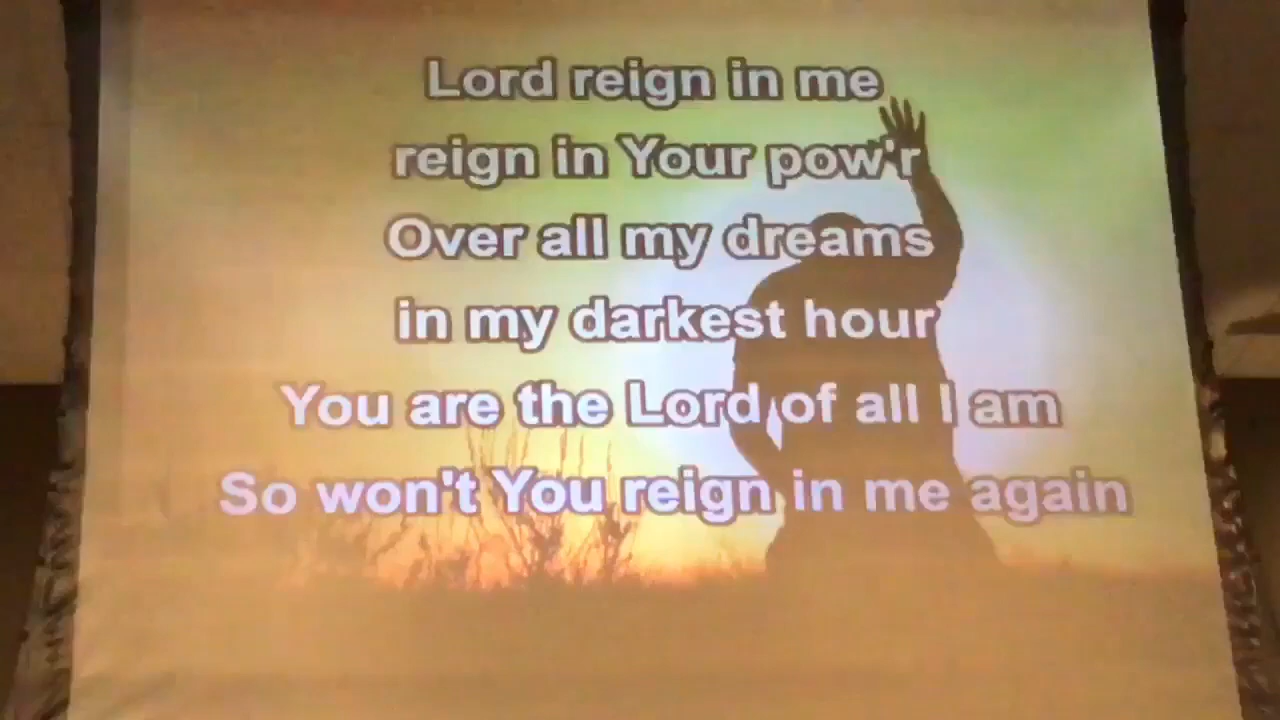 Lord reign in me
reign in Your pow'r
Over all my dreams
in my darkest hour
You are the Lord of all I am
So won't You reign in me again